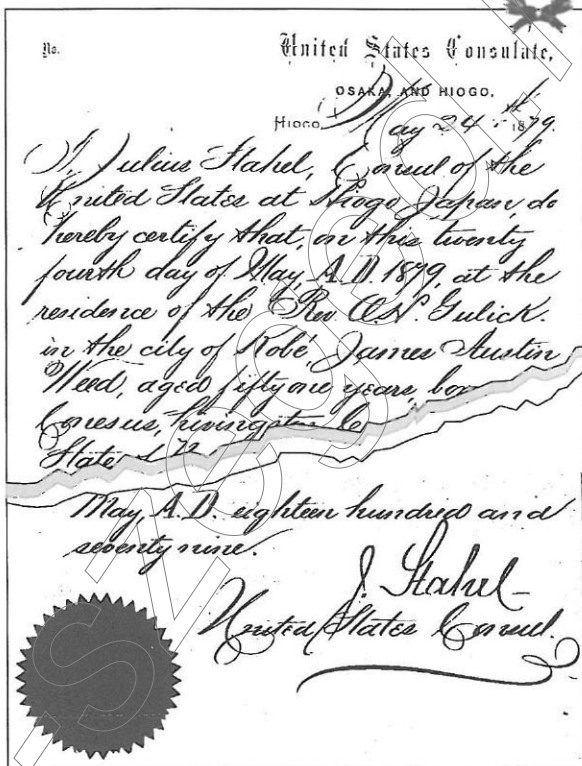 No.
United States Consulate,
OSAKA, AND HIOGO,
Hiogo, May 24th 1879.
I, Julius Stahel, Consul of the
United States at Hiogo, Japan, do
hereby certify that, on this twenty
fourth day of May, A.D. 1879, at the
residence of the Rev O.H. Gulick.
in the city of Kobé, James Austin
Weed, aged fifty one years, bor
Conesus, Livingston Co
State
May, A.D. eighteen hundred and
seventy nine.
J. Stahel
United States Consul.